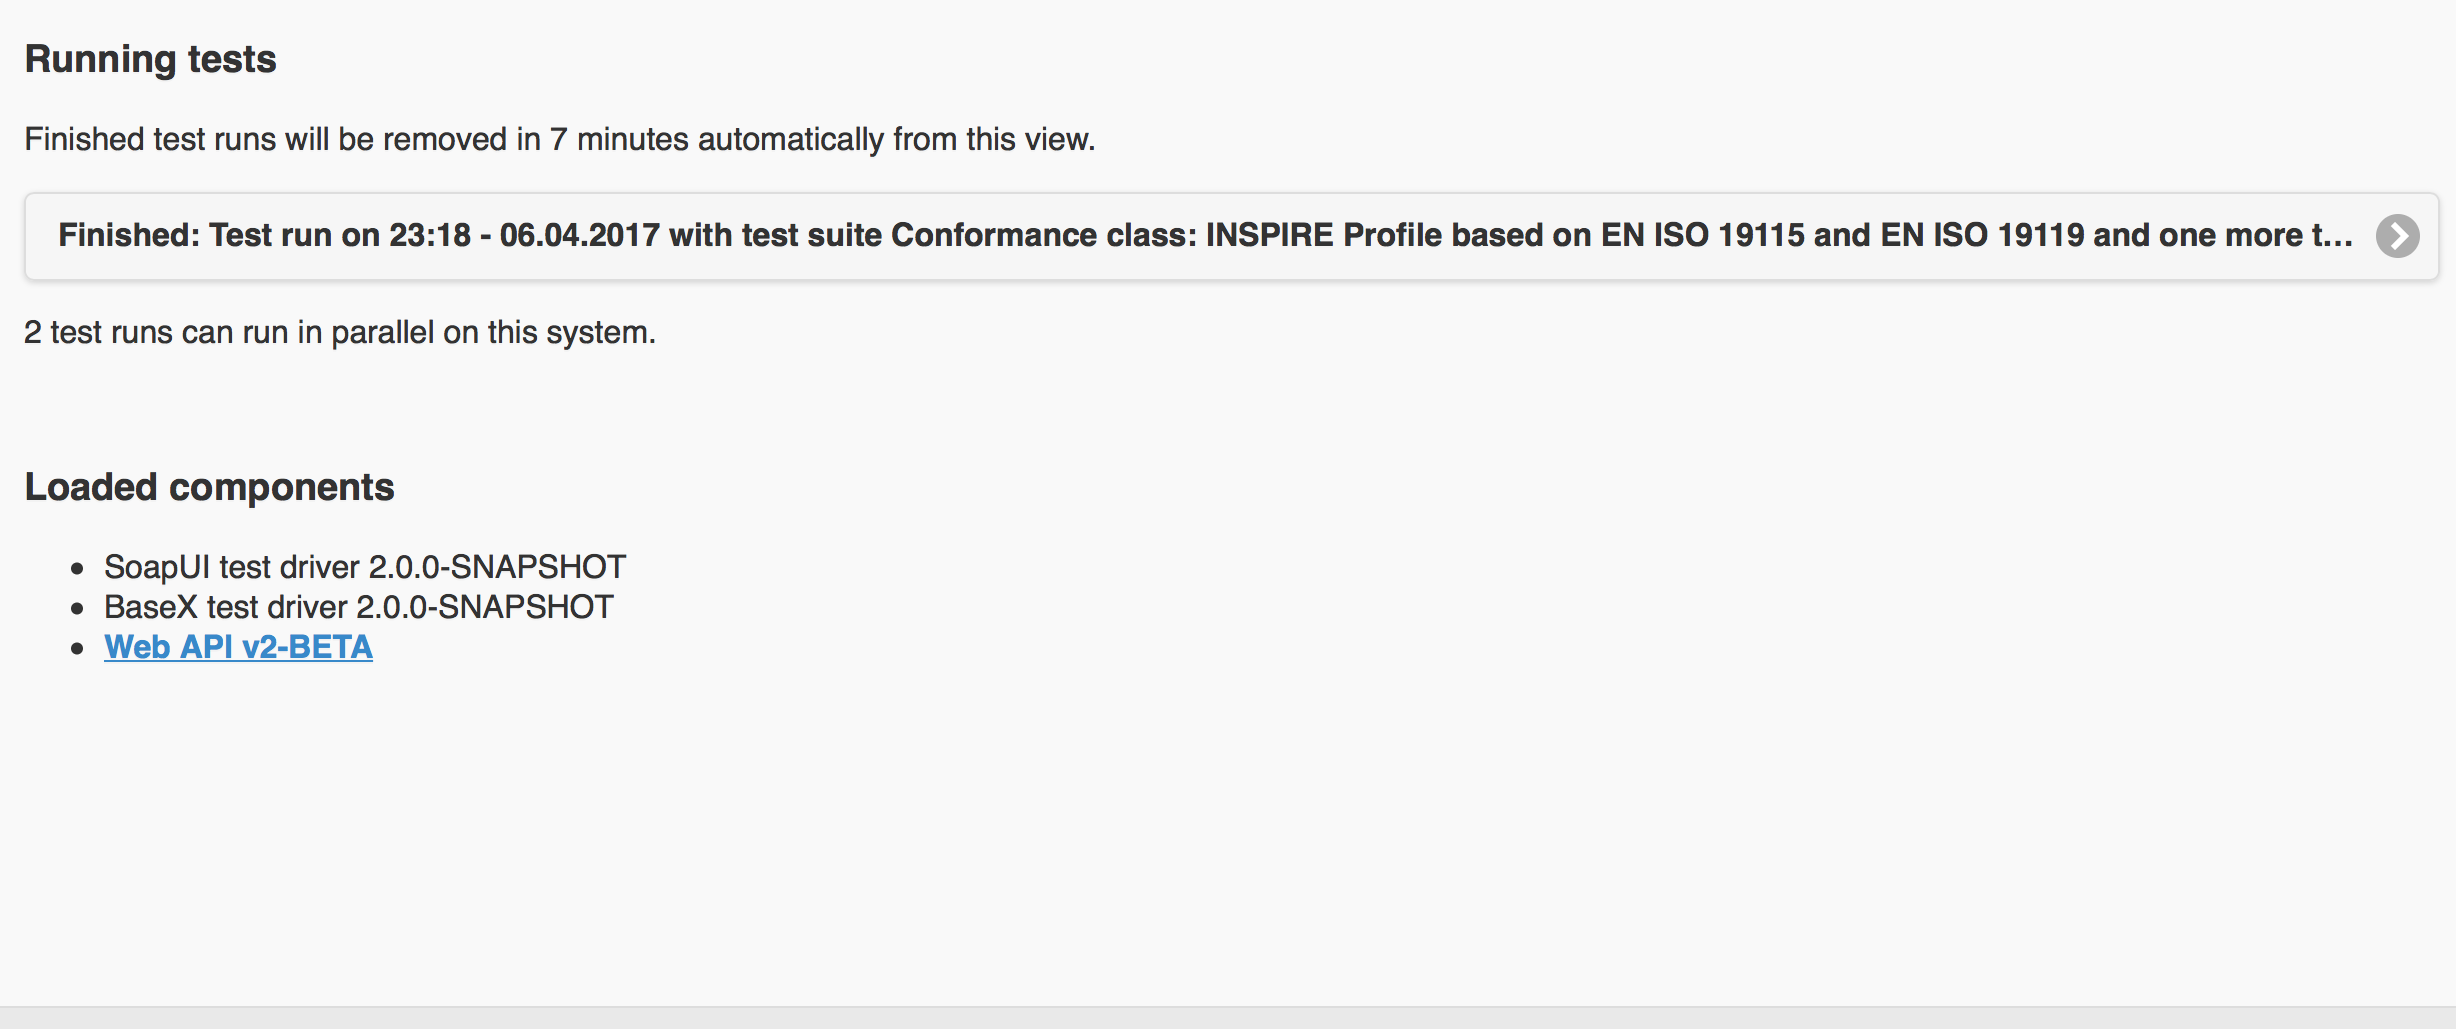 Running tests
Finished test runs will be removed in 7 minutes automatically from this view.
Finished: Test run on 23:18 - 06.04.2017 with test suite Conformance class: INSPIRE Profile based on EN ISO 19115 and EN ISO 19119 and one more t...
2 test runs can run in parallel on this system.
Loaded components
SoapUI test driver 2.0.0-SNAPSHOT
BaseX test driver 2.0.0-SNAPSHOT
Web API v2-BETA